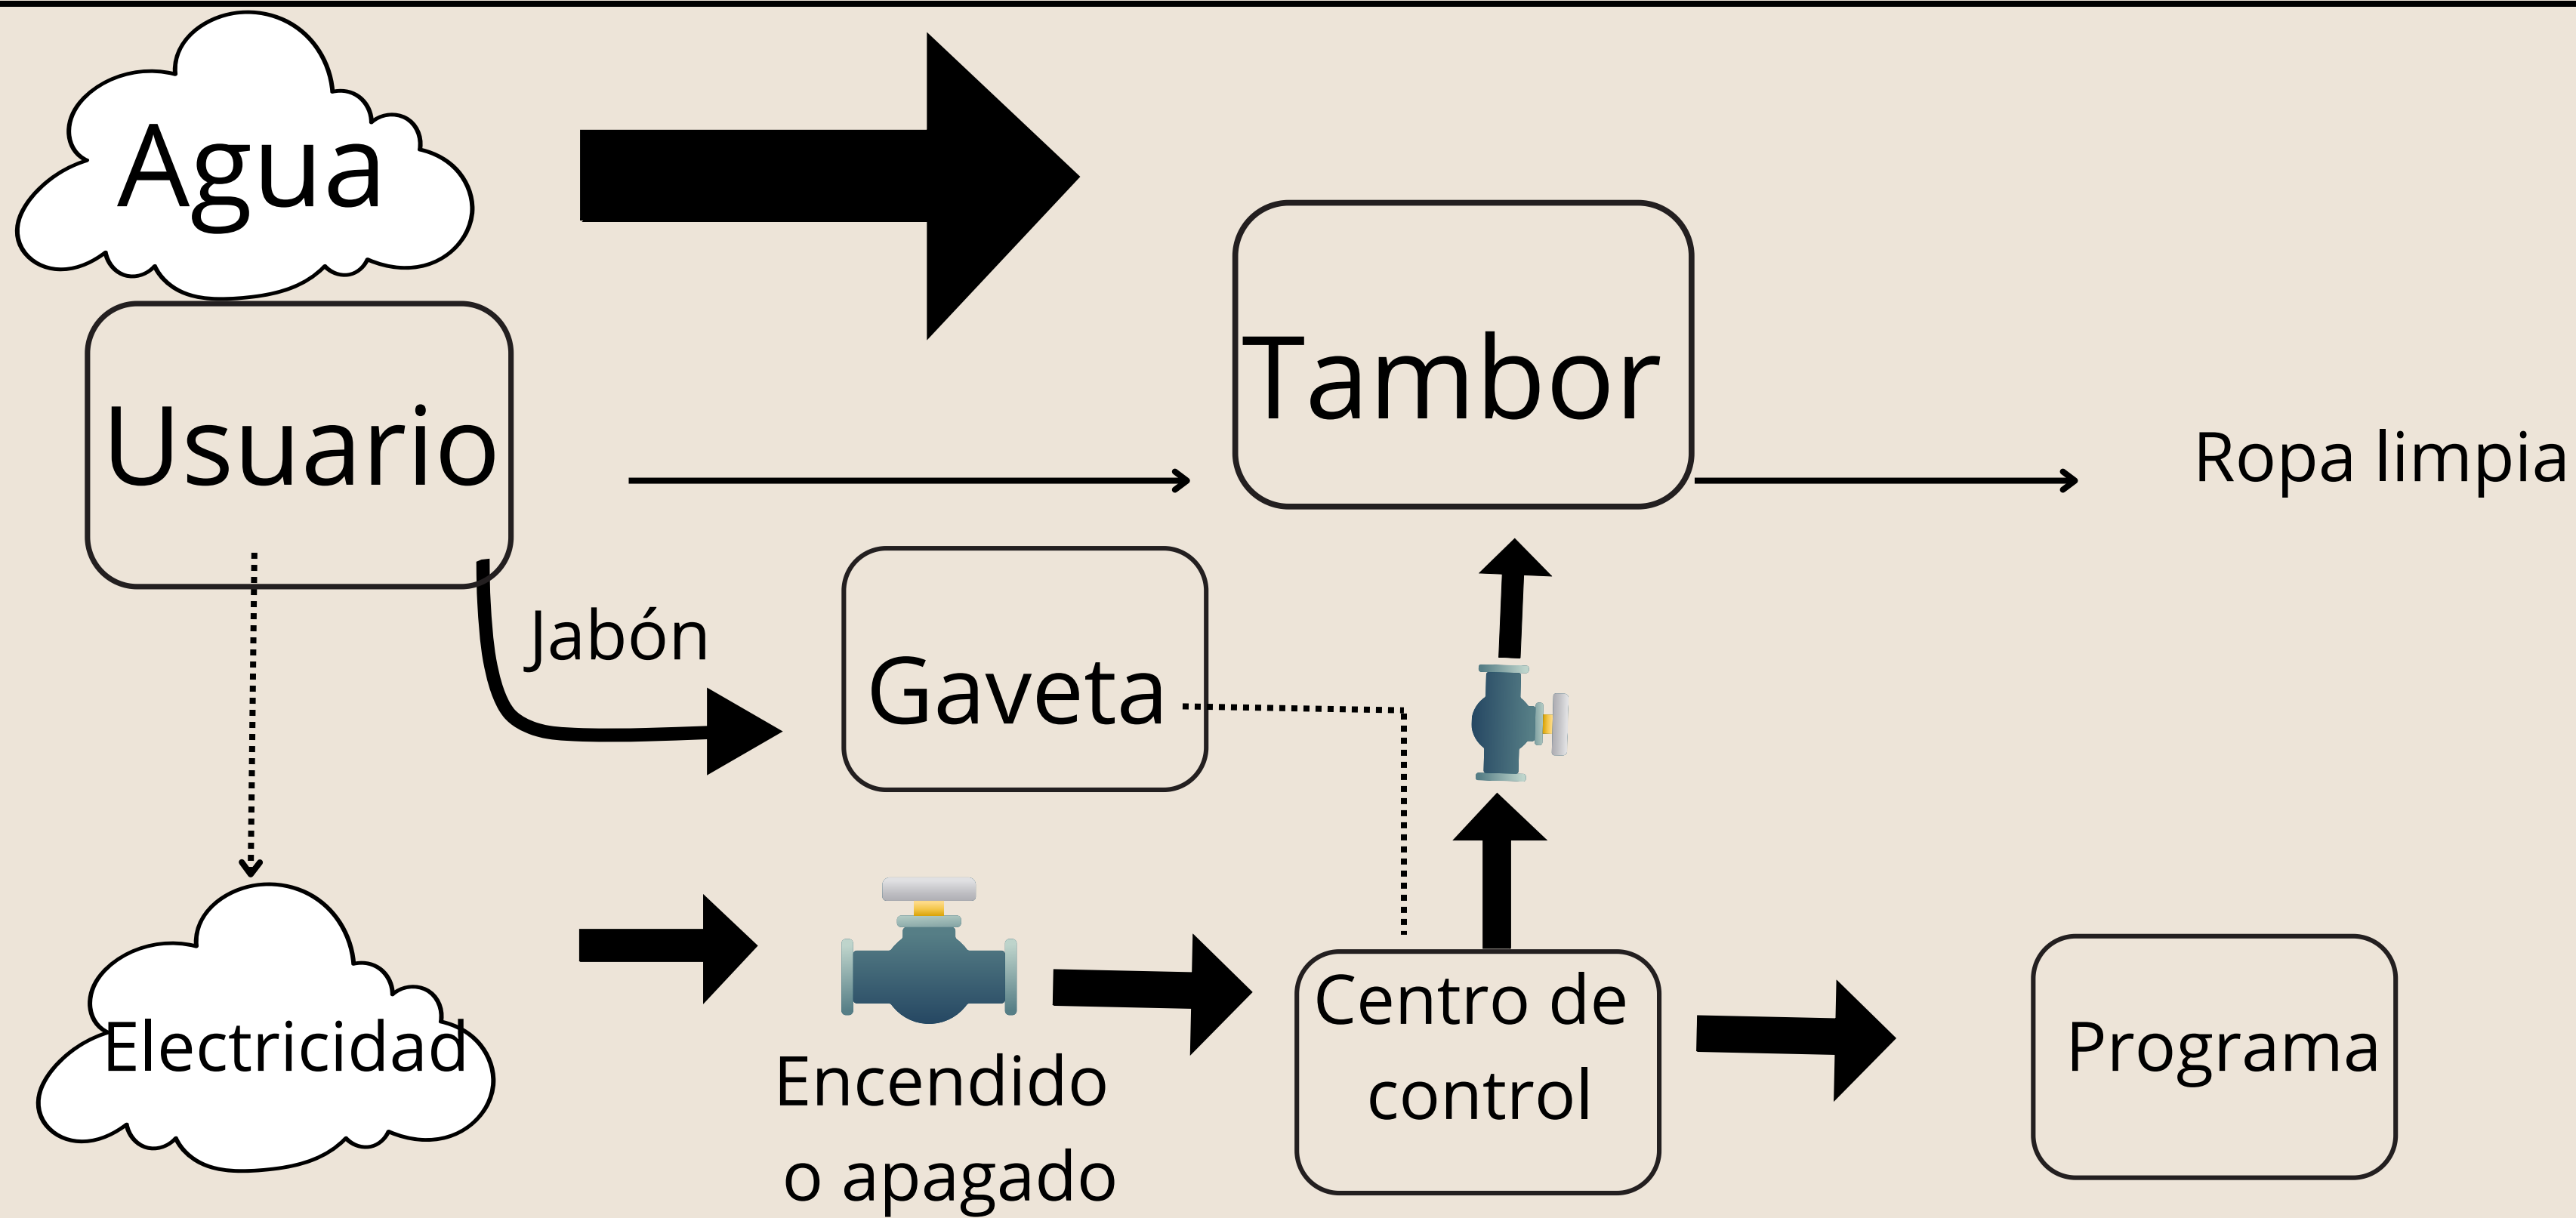 Agua
Usuario
Tambor
Ropa limpia
Jabón
Gaveta
Electricidad
Encendido
o apagado
Centro de
control
Programa